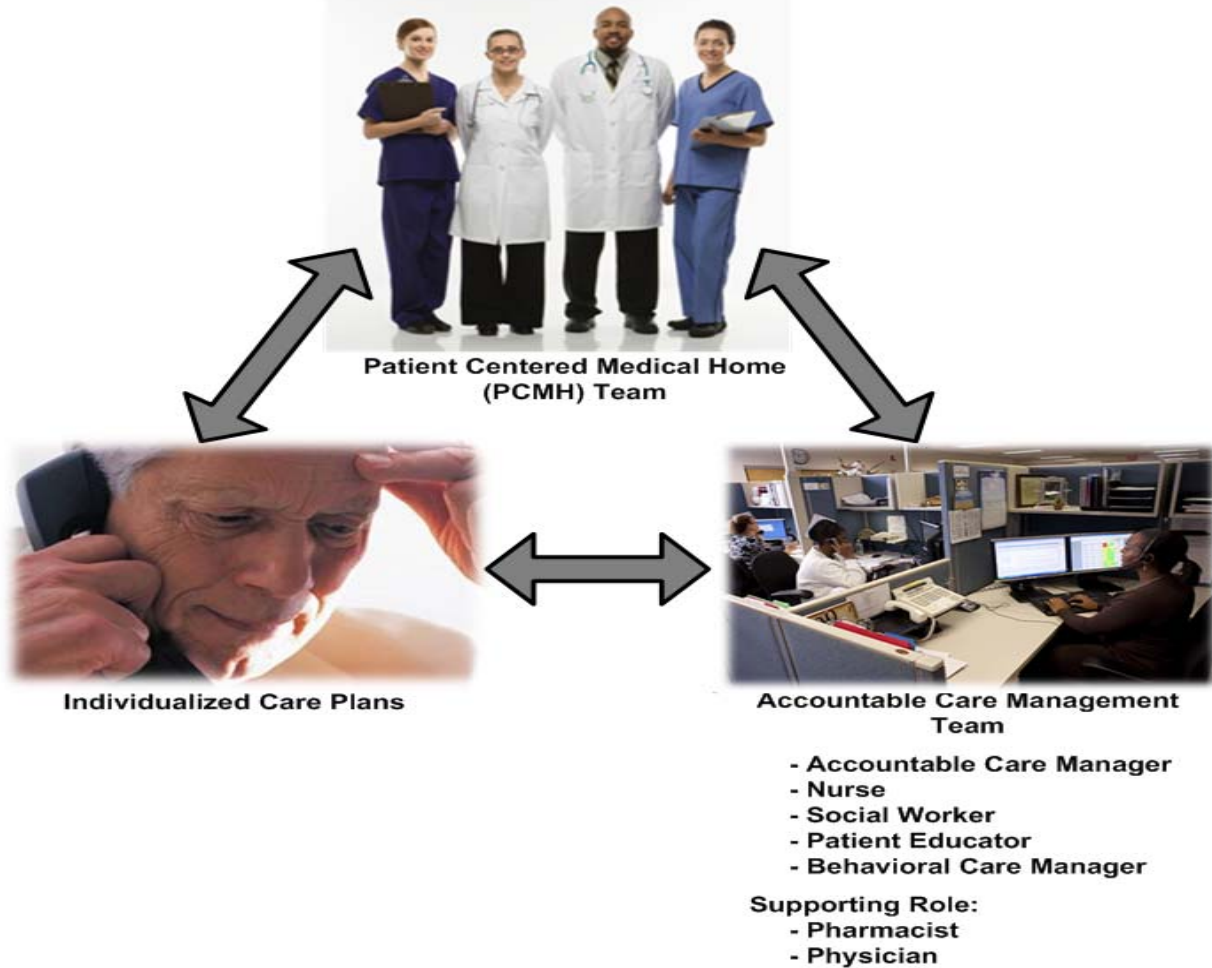 Patient Centered Medical Home
(PCMH) Team
Individualized Care Plans
Accountable Care Management
Team
- Accountable Care Manager
- Nurse
- Social Worker
- Patient Educator
- Behavioral Care Manager
Supporting Role:
- Pharmacist
- Physician